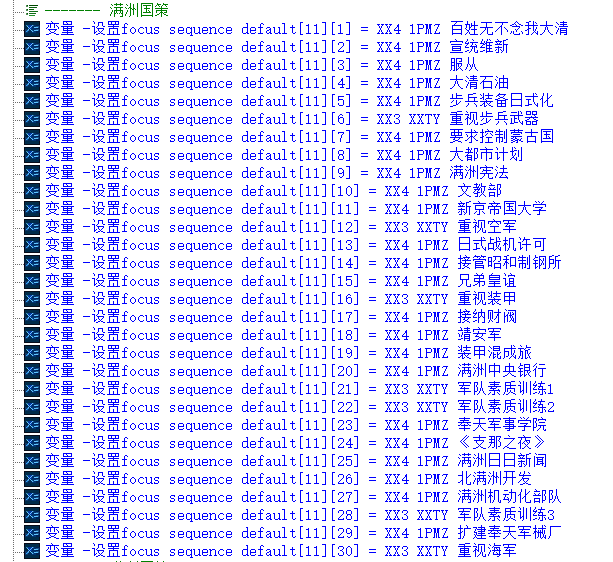 ------- 满洲国策
变量 -设置focus sequence default[11][1] = XX4 1PMZ 百姓无不念我大清
变量 -设置focus sequence default[11][2] = XX4 1PMZ 宣统维新
变量 -设置focus sequence default[11][3] = XX4 1PMZ 服从
变量 -设置focus sequence default[11][4] = XX4 1PMZ 大清石油
变量 -设置focus sequence default[11][5] = XX4 1PMZ 步兵装备日式化
变量 -设置focus sequence default[11][6] = XX3 XXTY 重视步兵武器
变量 -设置focus sequence default[11][7] = XX4 1PMZ 要求控制蒙古国
变量 -设置focus sequence default[11][8] = XX4 1PMZ 大都市计划
变量 -设置focus sequence default[11][9] = XX4 1PMZ 满洲宪法
变量 -设置focus sequence default[11][10] = XX4 1PMZ 文教部
变量 -设置focus sequence default[11][11] = XX4 1PMZ 新京帝国大学
变量 -设置focus sequence default[11][12] = XX3 XXTY 重视空军
变量 -设置focus sequence default[11][13] = XX4 1PMZ 日式战机许可
变量 -设置focus sequence default[11][14] = XX4 1PMZ 接管昭和制钢所
变量 -设置focus sequence default[11][15] = XX4 1PMZ 兄弟皇谊
变量 -设置focus sequence default[11][16] = XX3 XXTY 重视装甲
变量 -设置focus sequence default[11][17] = XX4 1PMZ 接纳财阀
变量 -设置focus sequence default[11][18] = XX4 1PMZ 靖安军
变量 -设置focus sequence default[11][19] = XX4 1PMZ 装甲混成旅
变量 -设置focus sequence default[11][20] = XX4 1PMZ 满洲中央银行
变量 -设置focus sequence default[11][21] = XX3 XXTY 军队素质训练1
变量 -设置focus sequence default[11][22] = XX3 XXTY 军队素质训练2
变量 -设置focus sequence default[11][23] = XX4 1PMZ 奉天军事学院
变量 -设置focus sequence default[11][24] = XX4 1PMZ 《支那之夜》
变量 -设置focus sequence default[11][25] = XX4 1PMZ 满洲日日新闻
变量 -设置focus sequence default[11][26] = XX4 1PMZ 北满洲开发
变量 -设置focus sequence default[11][27] = XX4 1PMZ 满洲机动化部队
变量 -设置focus sequence default[11][28] = XX3 XXTY 军队素质训练3
变量 -设置focus sequence default[11][29] = XX4 1PMZ 扩建奉天军械厂
变量 -设置focus sequence default[11][30] = XX3 XXTY 重视海军